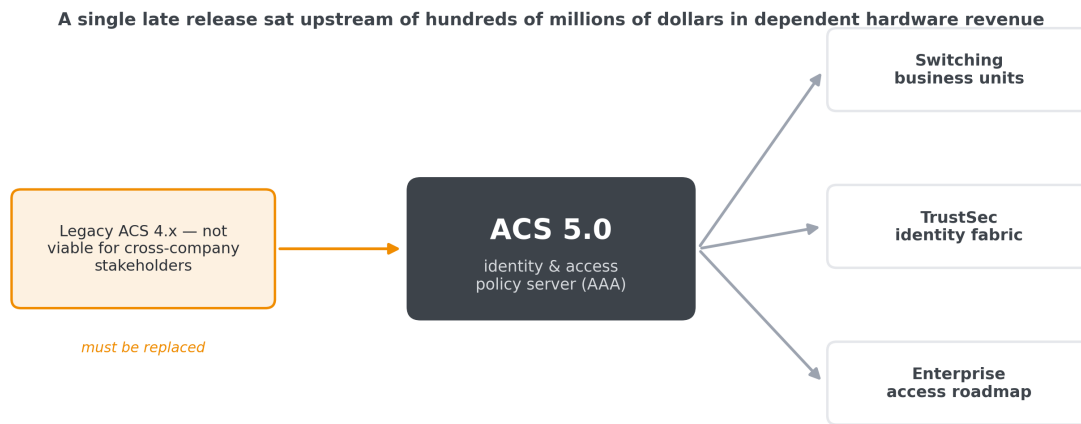 A single late release sat upstream of hundreds of millions of dollars in dependent hardware revenue
Switching
business units
Legacy ACS 4.x — not
viable for cross-company
stakeholders
must be replaced
ACS 5.0
identity & access
policy server (AAA)
TrustSec
identity fabric
Enterprise
access roadmap